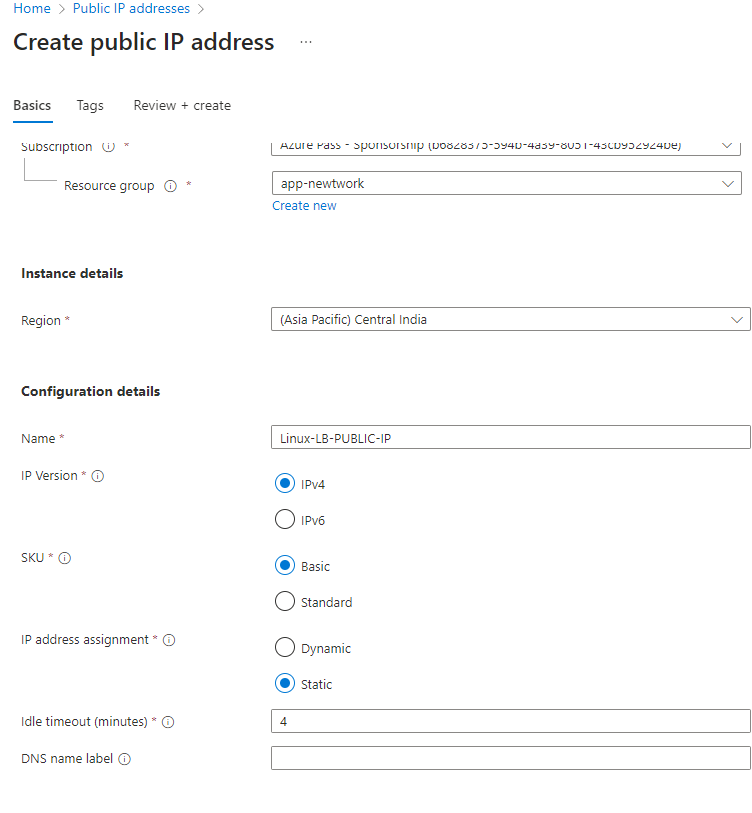 Home > Public IP addresses >
Create public IP address ...
Basics Tags Review + create
Subscription * Azure Pass - Sponsorship
Resource group * app-newtwork
Create new
Instance details
Region * (Asia Pacific) Central India
Configuration details
Name * Linux-LB-PUBLIC-IP
IP Version * IPv4
IPv6
SKU * Basic
Standard
IP address assignment * Dynamic
Static
Idle timeout (minutes) * 4
DNS name label